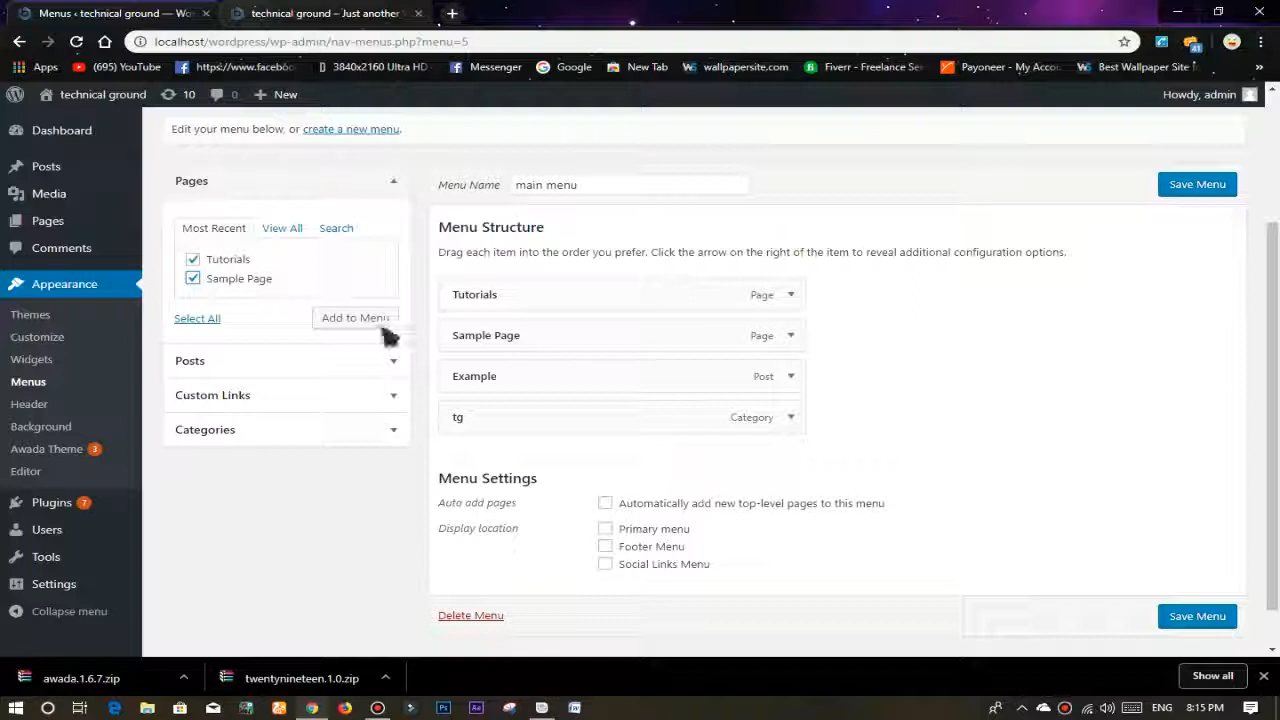 Menus ‹ technical ground — Wo
technical ground – Just another
localhost/wordpress/wp-admin/nav-menus.php?menu=5
Apps
(695) YouTube
https://www.facebo
3840x2160 Ultra HD
Messenger
Google
New Tab
wallpapersite.com
Fiverr - Freelance Se
Payoneer - My Acco
Best Wallpaper Site
»
41
technical ground
10
0
New
Howdy, admin
Dashboard
Posts
Media
Pages
Comments
Appearance
Themes
Customize
Widgets
Menus
Header
Background
Awada Theme 3
Editor
Plugins 7
Users
Tools
Settings
Collapse menu
Edit your menu below, or create a new menu.
Pages
Most Recent View All Search
Tutorials
Sample Page
Select All
Add to Menu
Posts
Custom Links
Categories
Menu Name main menu
Save Menu
Menu Structure
Drag each item into the order you prefer. Click the arrow on the right of the item to reveal additional configuration options.
Tutorials Page
Sample Page Page
Example Post
tg Category
Menu Settings
Auto add pages Automatically add new top-level pages to this menu
Display location Primary menu
Footer Menu
Social Links Menu
Delete Menu
Save Menu
awada.1.6.7.zip
twentynineteen.1.0.zip
Show all
Ps
Ae
ENG
8:15 PM